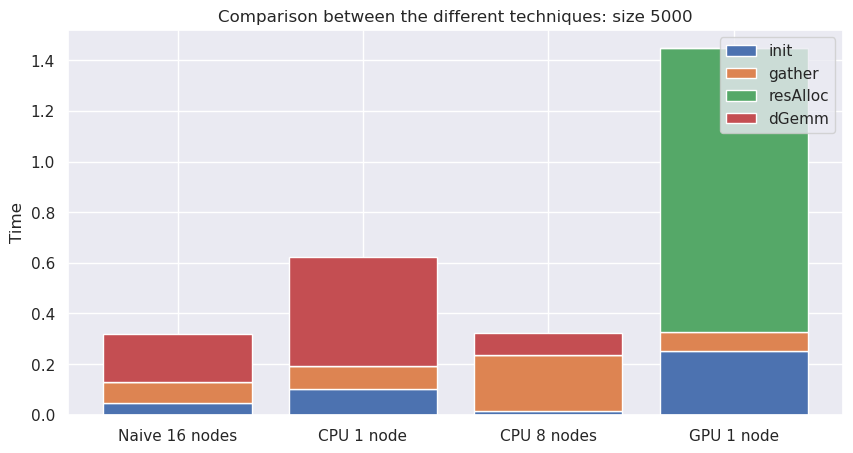 Comparison between the different techniques: size 5000
init
gather
resAlloc
dGemm
Time
1.4
1.2
1.0
0.8
0.6
0.4
0.2
0.0
Naive 16 nodes
CPU 1 node
CPU 8 nodes
GPU 1 node